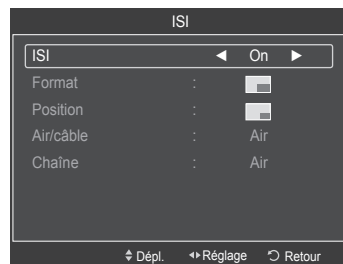 ISI
ISI ◀ On ▶
Format :
Position :
Air/câble : Air
Chaîne : Air
Dépl. Réglage Retour